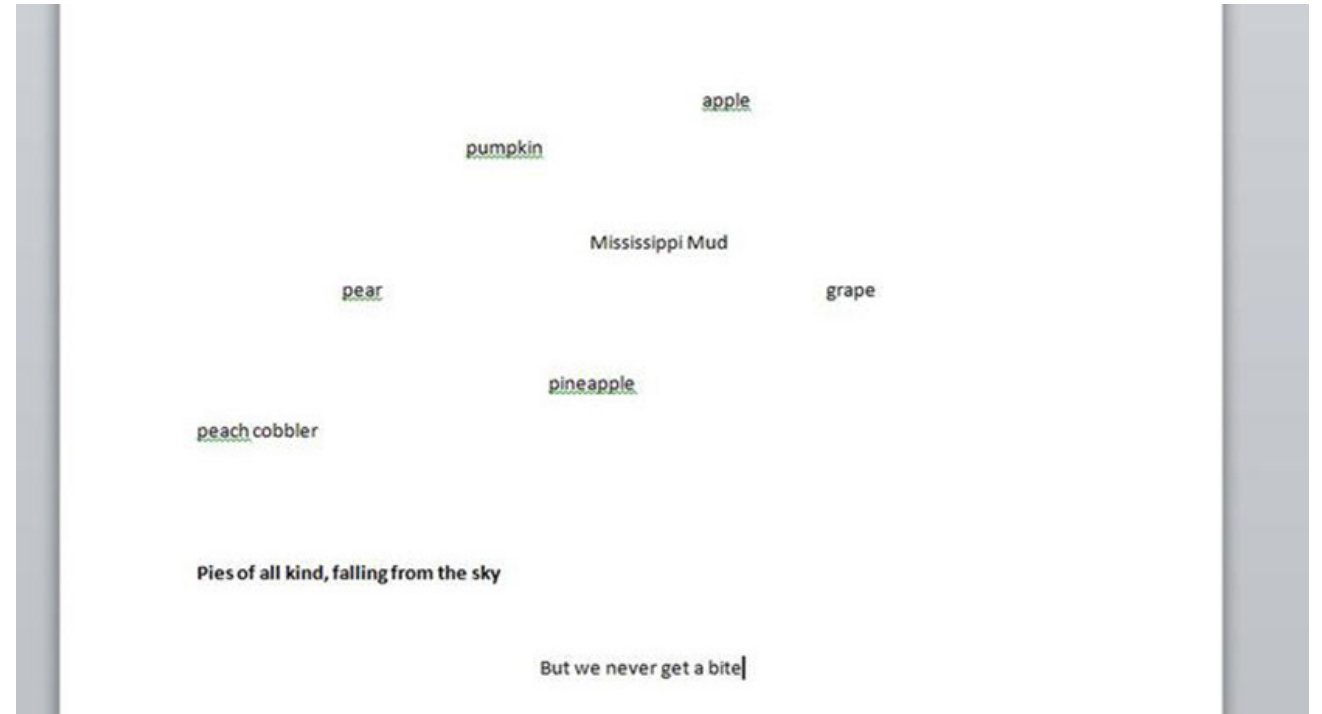 apple
pumpkin
Mississippi Mud
pear grape
pineapple
peach cobbler
Pies of all kind, falling from the sky
But we never get a bite